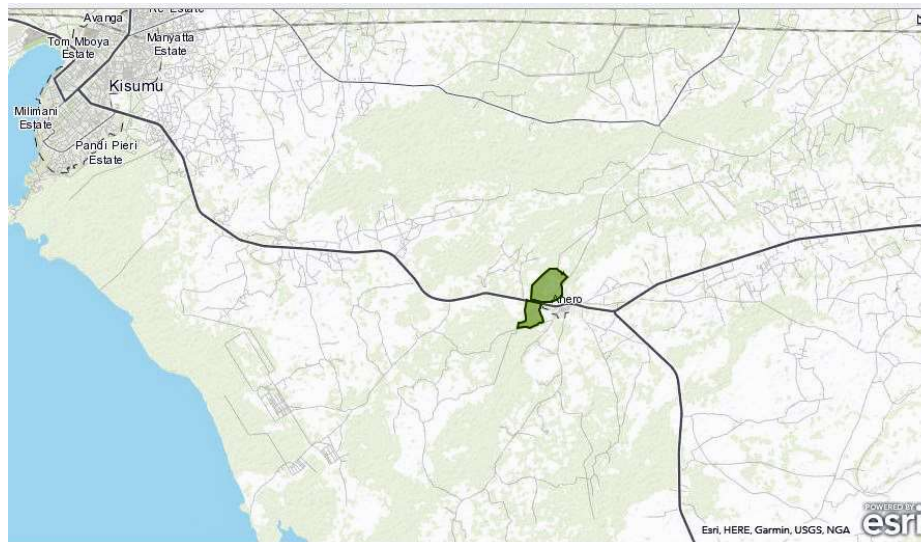 Avanga
Tom Mboya
Estate
Manyatta
Estate
Kisumu
Milimani
Estate
Pandi Pieri
Estate
Ahero
Esri, HERE, Garmin, USGS, NGA
POWERED BY
esri